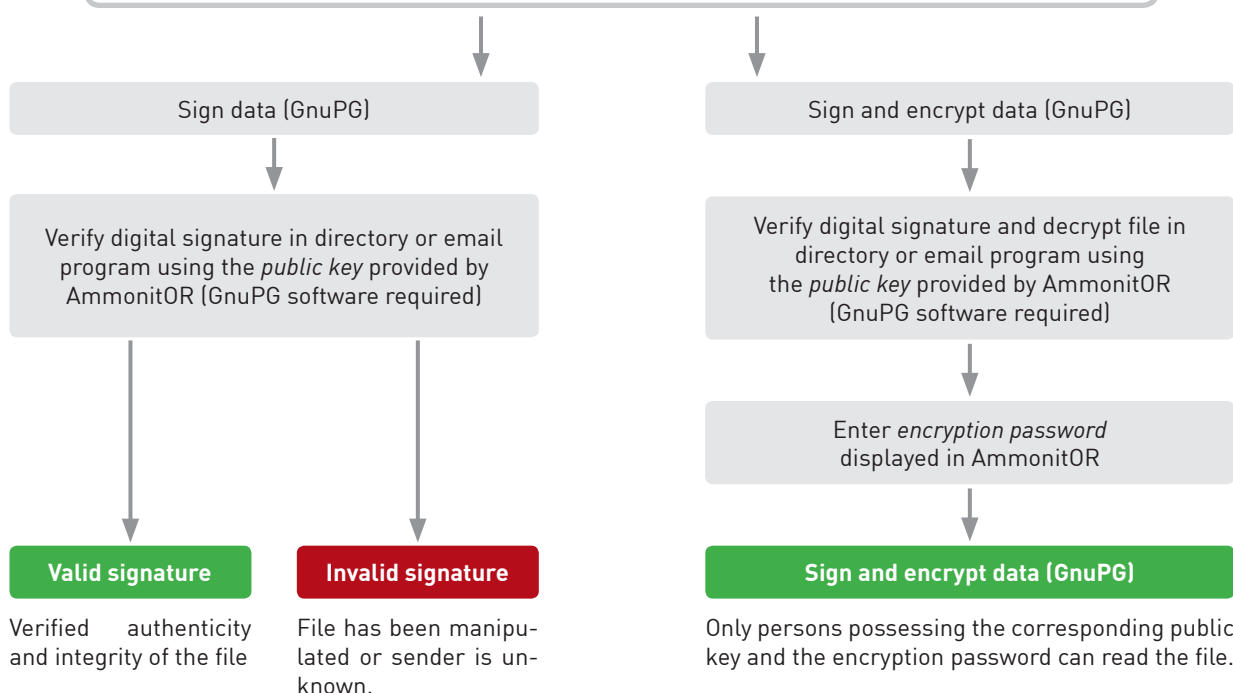 Sign data (GnuPG)
Verify digital signature in directory or email
program using the public key provided by
AmmonitOR (GnuPG software required)
Valid signature
Verified authenticity
and integrity of the file
Invalid signature
File has been manipu-
lated or sender is un-
known.
Sign and encrypt data (GnuPG)
Verify digital signature and decrypt file in
directory or email program using
the public key provided by AmmonitOR
(GnuPG software required)
Enter encryption password
displayed in AmmonitOR
Sign and encrypt data (GnuPG)
Only persons possessing the corresponding public
key and the encryption password can read the file.